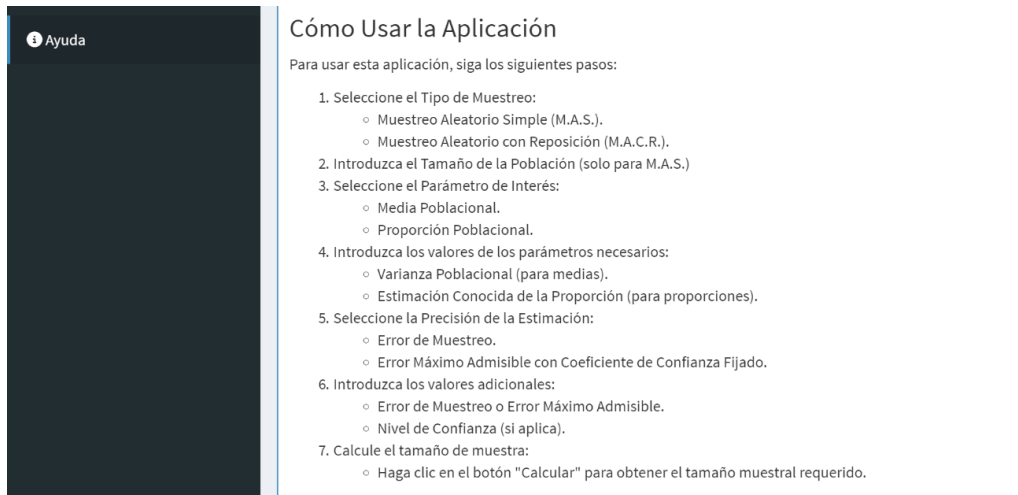 Ayuda
Cómo Usar la Aplicación
Para usar esta aplicación, siga los siguientes pasos:
1. Seleccione el Tipo de Muestreo:
◦ Muestreo Aleatorio Simple (M.A.S.).
◦ Muestreo Aleatorio con Reposición (M.A.C.R.).
2. Introduzca el Tamaño de la Población (solo para M.A.S.)
3. Seleccione el Parámetro de Interés:
◦ Media Poblacional.
◦ Proporción Poblacional.
4. Introduzca los valores de los parámetros necesarios:
◦ Varianza Poblacional (para medias).
◦ Estimación Conocida de la Proporción (para proporciones).
5. Seleccione la Precisión de la Estimación:
◦ Error de Muestreo.
◦ Error Máximo Admisible con Coeficiente de Confianza Fijado.
6. Introduzca los valores adicionales:
◦ Error de Muestreo o Error Máximo Admisible.
◦ Nivel de Confianza (si aplica).
7. Calcule el tamaño de muestra:
◦ Haga clic en el botón "Calcular" para obtener el tamaño muestral requerido.